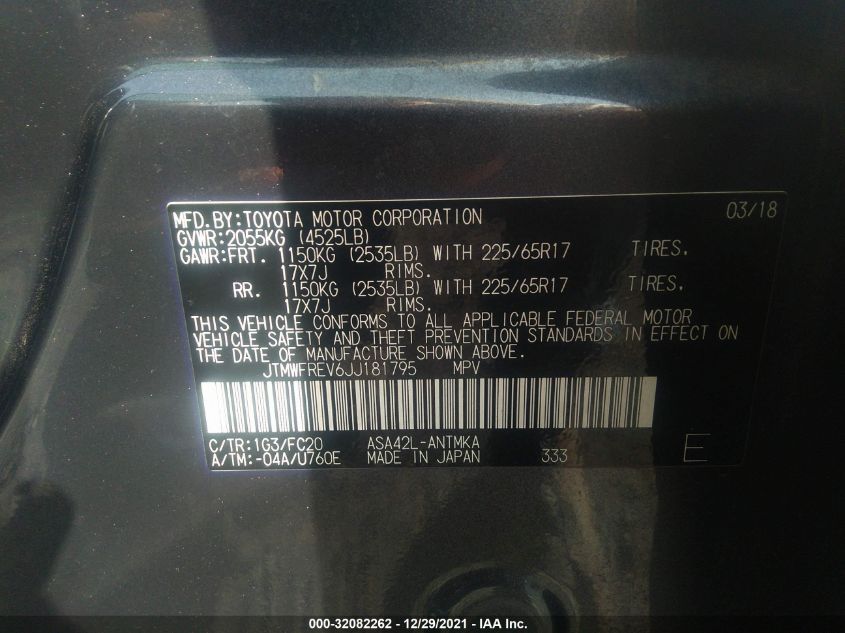 MFD.BY:TOYOTA MOTOR CORPORATION 03/18
GVWR:2055KG (4525LB)
GAWR:FRT. 1150KG (2535LB) WITH 225/65R17 TIRES.
17X7J RIMS.
RR. 1150KG (2535LB) WITH 225/65R17 TIRES.
17X7J RIMS.
THIS VEHICLE CONFORMS TO ALL APPLICABLE FEDERAL MOTOR
VEHICLE SAFETY AND THEFT PREVENTION STANDARDS IN EFFECT ON
THE DATE OF MANUFACTURE SHOWN ABOVE.
JTMWFREV6JJ181795 MPV
C/TR:1G3/FC20 ASA42L-ANTMKA
A/TM:-04A/U760E MADE IN JAPAN 333 E
000-32082262 - 12/29/2021 - IAA Inc.